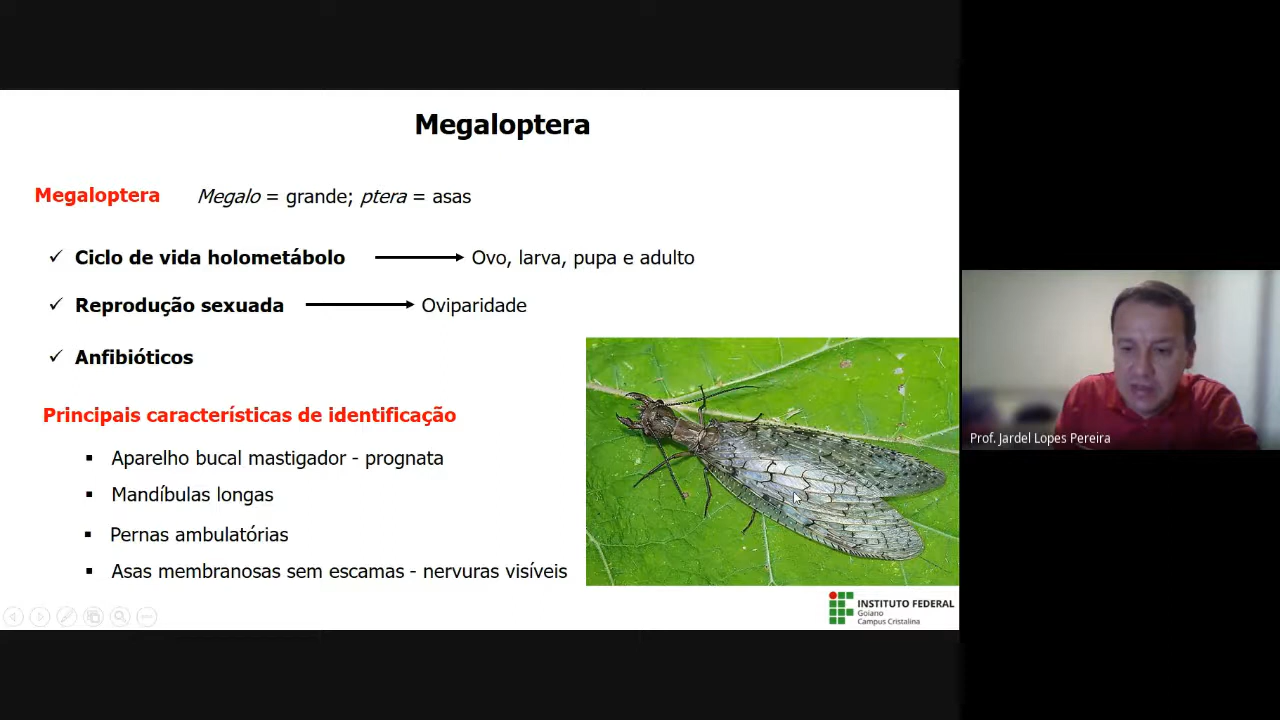 Megaloptera
Megaloptera Megalo = grande; ptera = asas
✓ Ciclo de vida holometábolo → Ovo, larva, pupa e adulto
✓ Reprodução sexuada → Oviparidade
✓ Anfibióticos
Principais características de identificação
▪ Aparelho bucal mastigador - prognata
▪ Mandíbulas longas
▪ Pernas ambulatórias
▪ Asas membranosas sem escamas - nervuras visíveis
INSTITUTO FEDERAL
Goiano
Campus Cristalina
Prof. Jardel Lopes Pereira